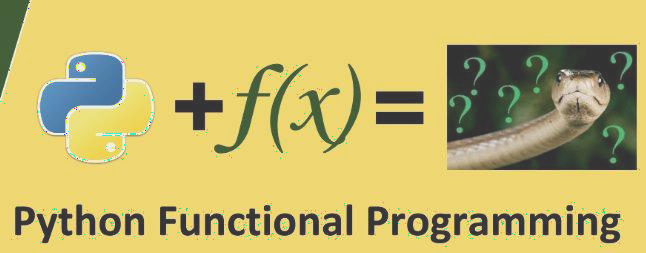 + f(x) = ? ? ? ? ? ?
Python Functional Programming